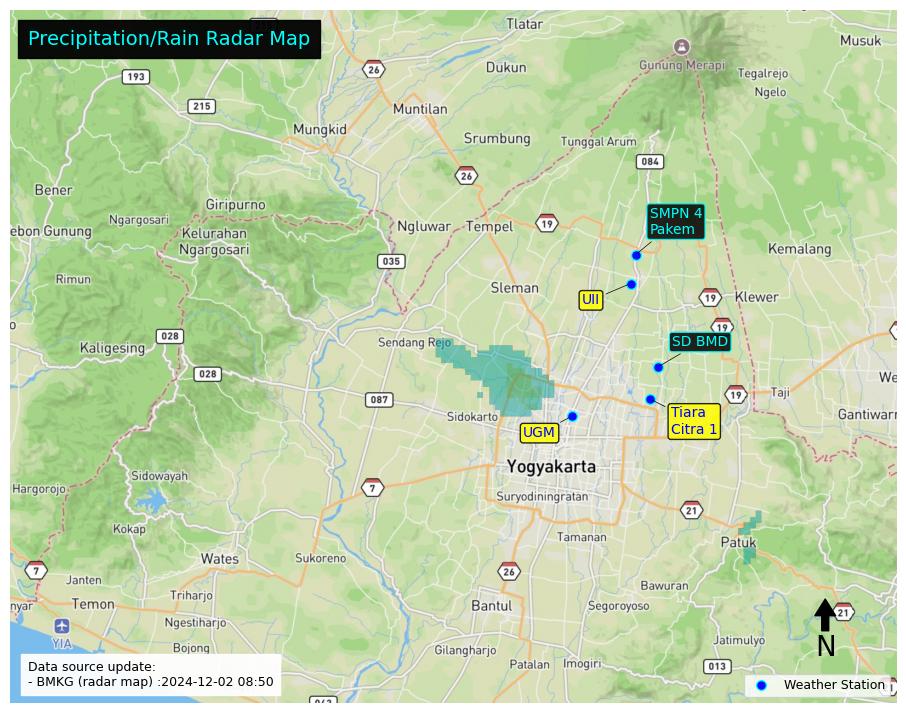 Precipitation/Rain Radar Map
Tlatar
Musuk
26
Gunung Merapi
193
Dukun
Tegalrejo
Ngelo
215
Muntilan
Mungkid
Srumbung
Tunggal Arum
084
26
Bener
Giripurno
SMPN 4
Pakem
Ngargosari
ebon Gunung
Kelurahan
Ngargosari
Ngluwar
Tempel
19
Kemalang
035
Rimun
Sleman
UII
19
Klewer
19
028
Kaligesing
Sendang Rejo
SD BMD
028
We
087
19
Taji
Sidokarto
Tiara
Citra 1
Gantiwarn
UGM
Yogyakarta
Sidowayah
Hargorojo
7
Suryodiningratan
21
Kokap
Tamanan
Patuk
Wates
Sukoreno
7
Janten
26
Bawuran
nyar
Temon
Triharjo
Bantul
Segoroyoso
21
Ngestiharjo
YIA
N
Bojong
Gilangharjo
Jatimulyo
Patalan
Imogiri
013
Data source update:
- BMKG (radar map) :2024-12-02 08:50
Weather Station